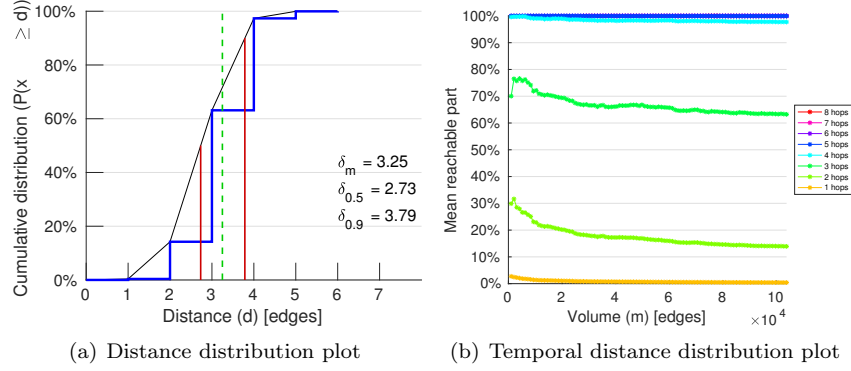 Cumulative distribution (P(x ≥ d))
100%
80%
60%
40%
20%
0%
δm = 3.25
δ0.5 = 2.73
δ0.9 = 3.79
0 1 2 3 4 5 6 7
Distance (d) [edges]
(a) Distance distribution plot
Mean reachable part
100%
90%
80%
70%
60%
50%
40%
30%
20%
10%
0%
0 2 4 6 8 10
×10^4
Volume (m) [edges]
8 hops
7 hops
6 hops
5 hops
4 hops
3 hops
2 hops
1 hops
(b) Temporal distance distribution plot